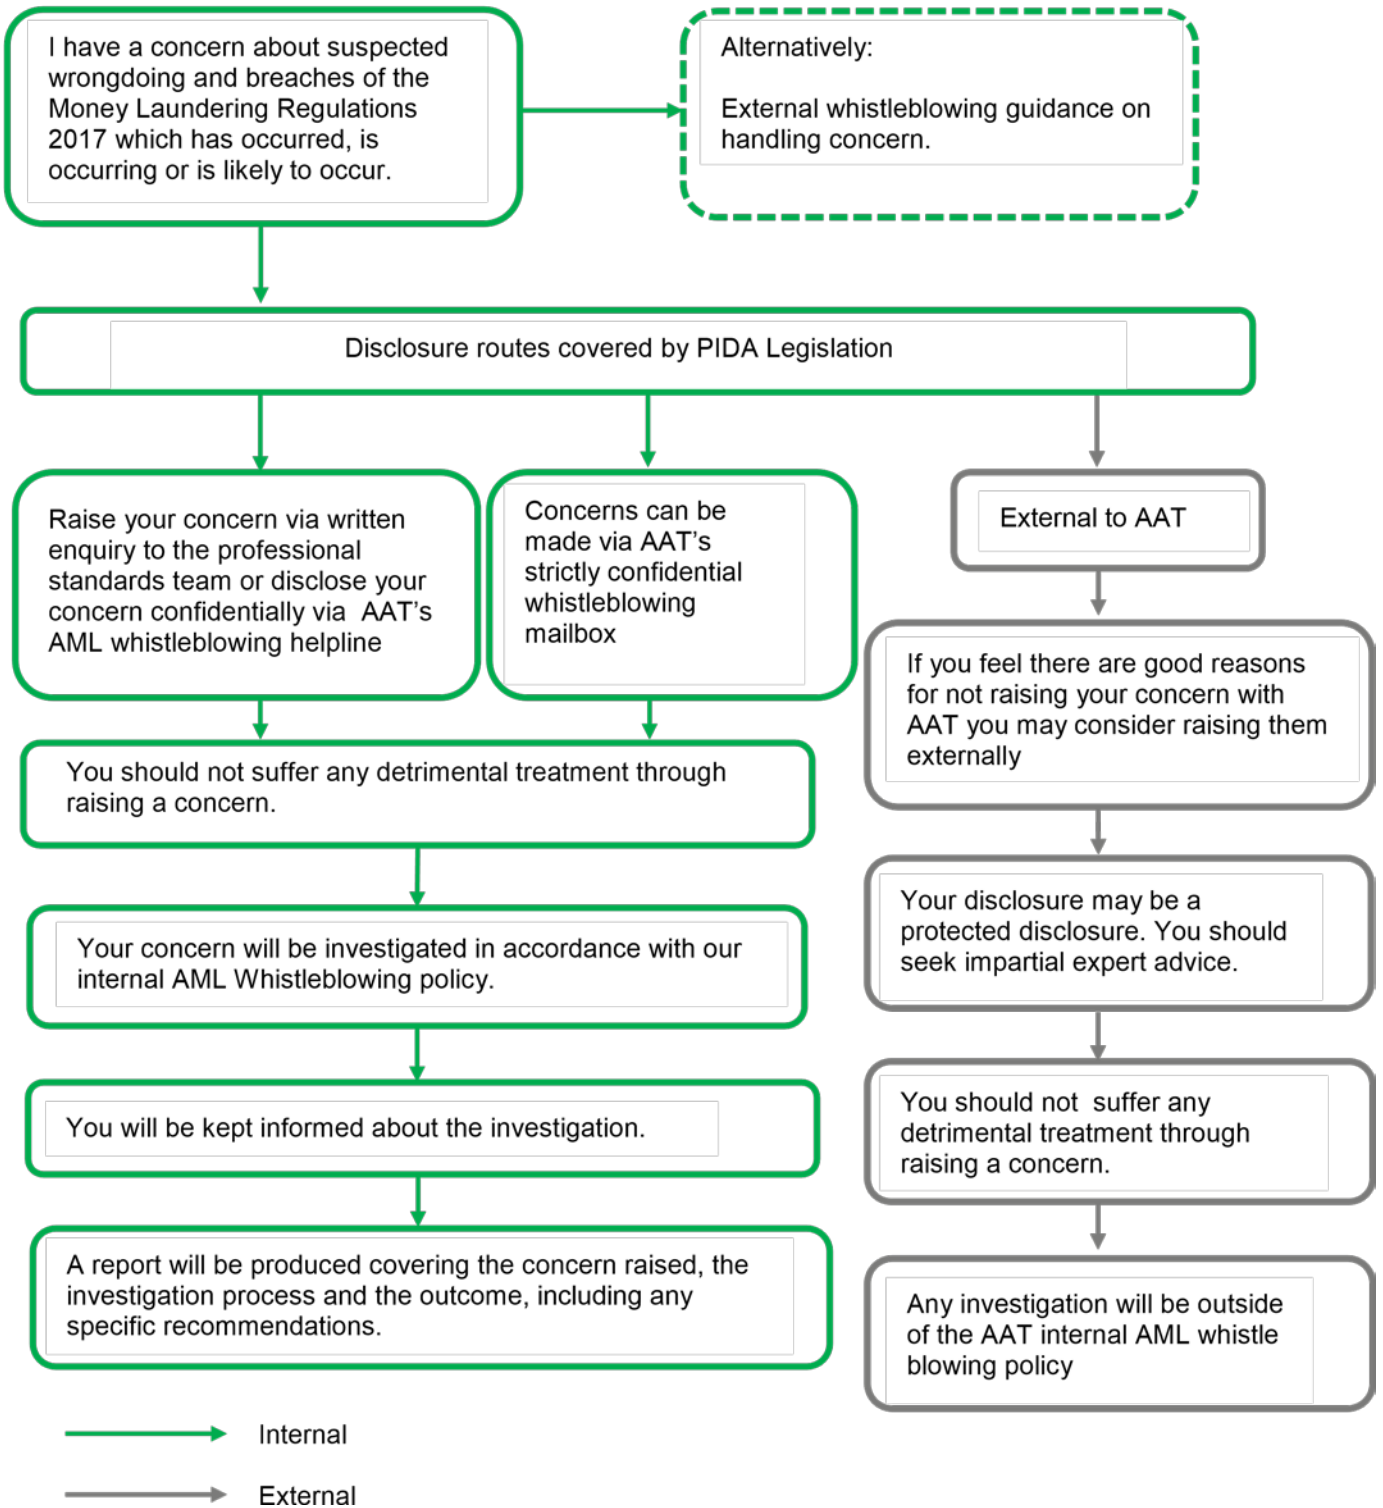 I have a concern about suspected
wrongdoing and breaches of the
Money Laundering Regulations
2017 which has occurred, is
occurring or is likely to occur.
Alternatively:
External whistleblowing guidance on
handling concern.
Disclosure routes covered by PIDA Legislation
Raise your concern via written
enquiry to the professional
standards team or disclose your
concern confidentially via AAT's
AML whistleblowing helpline
Concerns can be
made via AAT's
strictly confidential
whistleblowing
mailbox
External to AAT
If you feel there are good reasons
for not raising your concern with
AAT you may consider raising them
externally
You should not suffer any detrimental treatment through
raising a concern.
Your disclosure may be a
protected disclosure. You should
seek impartial expert advice.
Your concern will be investigated in accordance with our
internal AML Whistleblowing policy.
You will be kept informed about the investigation.
You should not suffer any
detrimental treatment through
raising a concern.
A report will be produced covering the concern raised, the
investigation process and the outcome, including any
specific recommendations.
Any investigation will be outside
of the AAT internal AML whistle
blowing policy
Internal
External